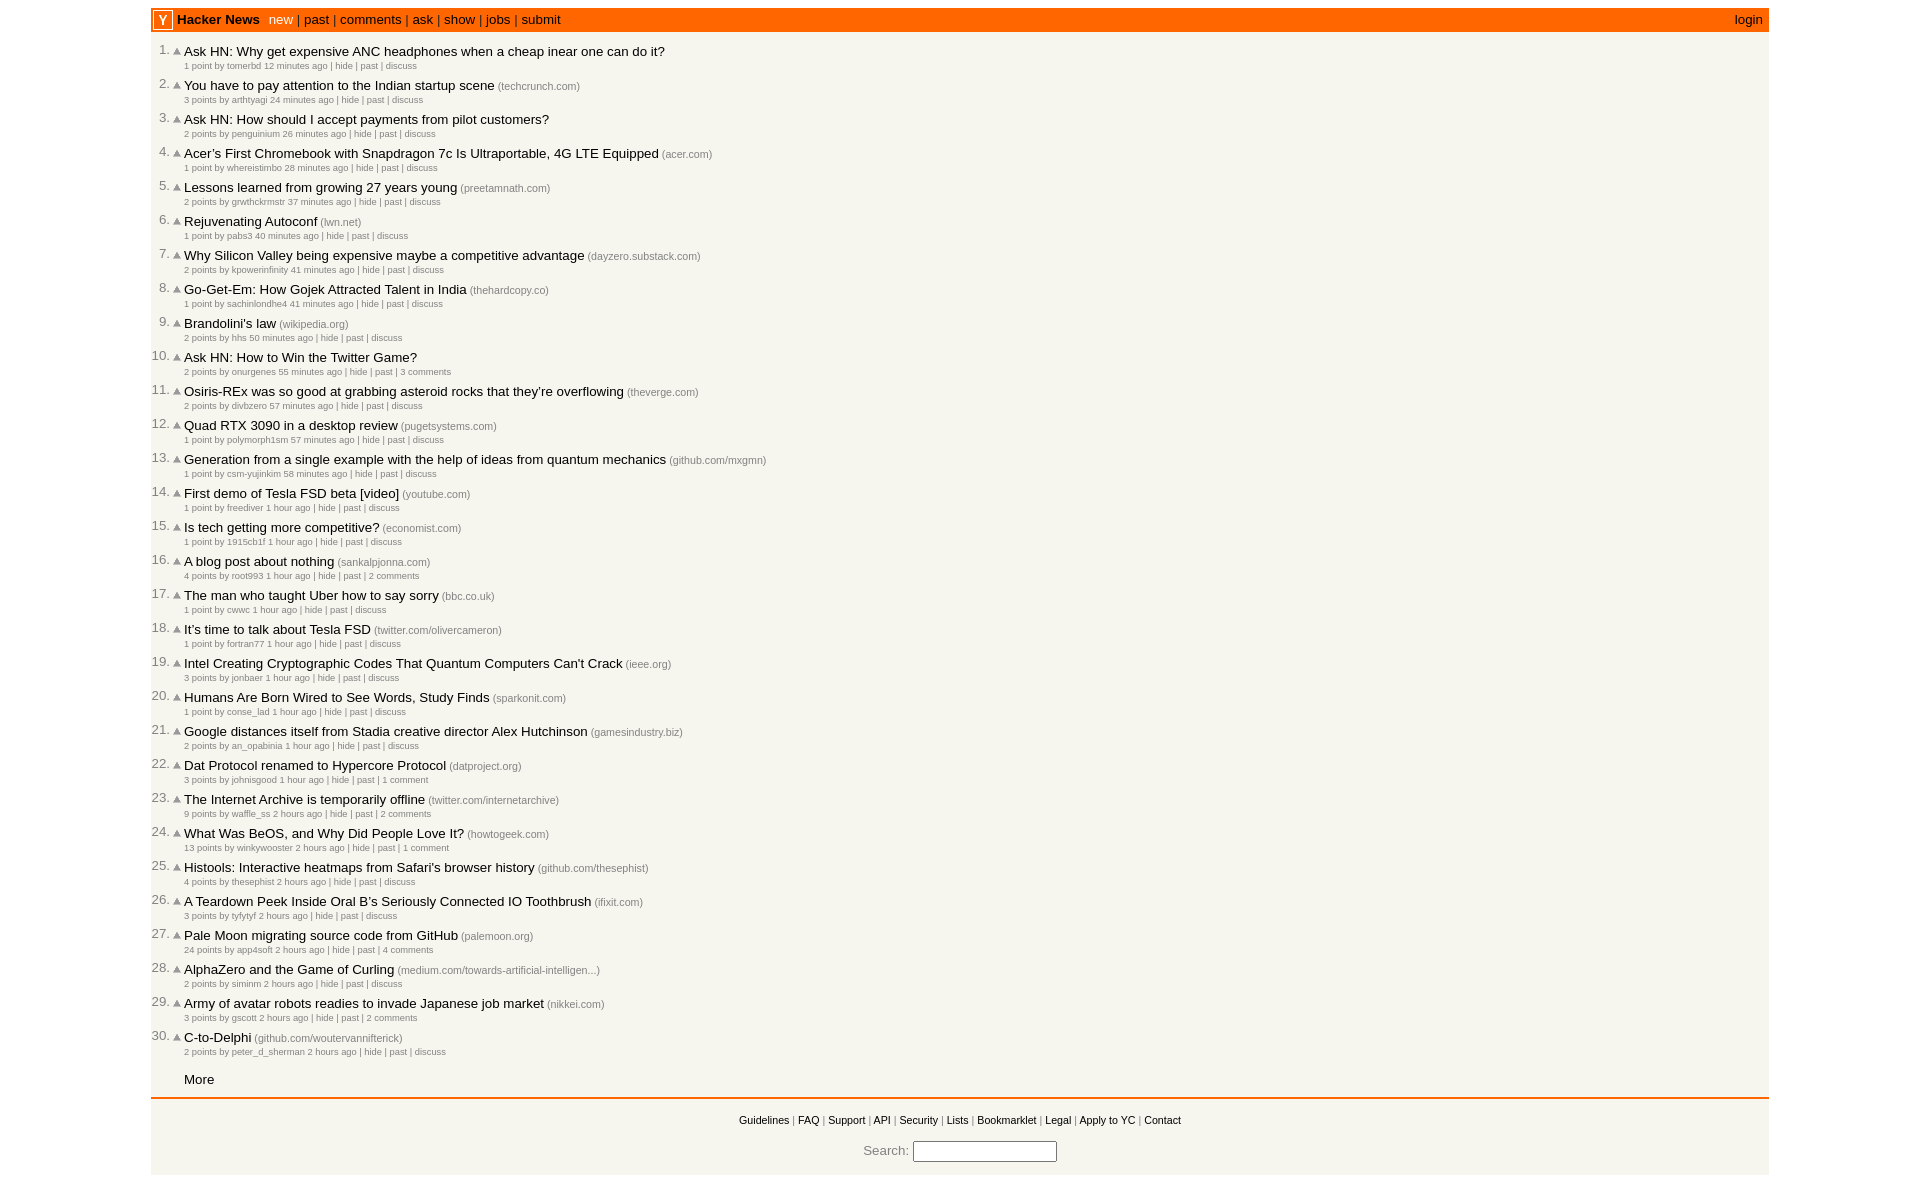 Y Hacker News new | past | comments | ask | show | jobs | submit login
1. Ask HN: Why get expensive ANC headphones when a cheap inear one can do it?
1 point by tomerbd 12 minutes ago | hide | past | discuss
2. You have to pay attention to the Indian startup scene (techcrunch.com)
3 points by arthtyagi 24 minutes ago | hide | past | discuss
3. Ask HN: How should I accept payments from pilot customers?
2 points by penguinium 26 minutes ago | hide | past | discuss
4. Acer’s First Chromebook with Snapdragon 7c Is Ultraportable, 4G LTE Equipped (acer.com)
1 point by whereistimbo 28 minutes ago | hide | past | discuss
5. Lessons learned from growing 27 years young (preetamnath.com)
2 points by grwthckrmstr 37 minutes ago | hide | past | discuss
6. Rejuvenating Autoconf (lwn.net)
1 point by pabs3 40 minutes ago | hide | past | discuss
7. Why Silicon Valley being expensive maybe a competitive advantage (dayzero.substack.com)
2 points by kpowerinfinity 41 minutes ago | hide | past | discuss
8. Go-Get-Em: How Gojek Attracted Talent in India (thehardcopy.co)
1 point by sachinlondhe4 41 minutes ago | hide | past | discuss
9. Brandolini's law (wikipedia.org)
2 points by hhs 50 minutes ago | hide | past | discuss
10. Ask HN: How to Win the Twitter Game?
2 points by onurgenes 55 minutes ago | hide | past | 3 comments
11. Osiris-REx was so good at grabbing asteroid rocks that they’re overflowing (theverge.com)
2 points by divbzero 57 minutes ago | hide | past | discuss
12. Quad RTX 3090 in a desktop review (pugetsystems.com)
1 point by polymorph1sm 57 minutes ago | hide | past | discuss
13. Generation from a single example with the help of ideas from quantum mechanics (github.com/mxgmn)
1 point by csm-yujinkim 58 minutes ago | hide | past | discuss
14. First demo of Tesla FSD beta [video] (youtube.com)
1 point by freediver 1 hour ago | hide | past | discuss
15. Is tech getting more competitive? (economist.com)
1 point by 1915cb1f 1 hour ago | hide | past | discuss
16. A blog post about nothing (sankalpjonna.com)
4 points by root993 1 hour ago | hide | past | 2 comments
17. The man who taught Uber how to say sorry (bbc.co.uk)
1 point by cwwc 1 hour ago | hide | past | discuss
18. It’s time to talk about Tesla FSD (twitter.com/olivercameron)
1 point by fortran77 1 hour ago | hide | past | discuss
19. Intel Creating Cryptographic Codes That Quantum Computers Can't Crack (ieee.org)
3 points by jonbaer 1 hour ago | hide | past | discuss
20. Humans Are Born Wired to See Words, Study Finds (sparkonit.com)
1 point by conse_lad 1 hour ago | hide | past | discuss
21. Google distances itself from Stadia creative director Alex Hutchinson (gamesindustry.biz)
2 points by an_opabinia 1 hour ago | hide | past | discuss
22. Dat Protocol renamed to Hypercore Protocol (datproject.org)
3 points by johnisgood 1 hour ago | hide | past | 1 comment
23. The Internet Archive is temporarily offline (twitter.com/internetarchive)
9 points by waffle_ss 2 hours ago | hide | past | 2 comments
24. What Was BeOS, and Why Did People Love It? (howtogeek.com)
13 points by winkywooster 2 hours ago | hide | past | 1 comment
25. Histools: Interactive heatmaps from Safari's browser history (github.com/thesephist)
4 points by thesephist 2 hours ago | hide | past | discuss
26. A Teardown Peek Inside Oral B’s Seriously Connected IO Toothbrush (ifixit.com)
3 points by tyfytyf 2 hours ago | hide | past | discuss
27. Pale Moon migrating source code from GitHub (palemoon.org)
24 points by app4soft 2 hours ago | hide | past | 4 comments
28. AlphaZero and the Game of Curling (medium.com/towards-artificial-intelligen...)
2 points by siminm 2 hours ago | hide | past | discuss
29. Army of avatar robots readies to invade Japanese job market (nikkei.com)
3 points by gscott 2 hours ago | hide | past | 2 comments
30. C-to-Delphi (github.com/woutervannifterick)
2 points by peter_d_sherman 2 hours ago | hide | past | discuss
More
Guidelines | FAQ | Support | API | Security | Lists | Bookmarklet | Legal | Apply to YC | Contact
Search: